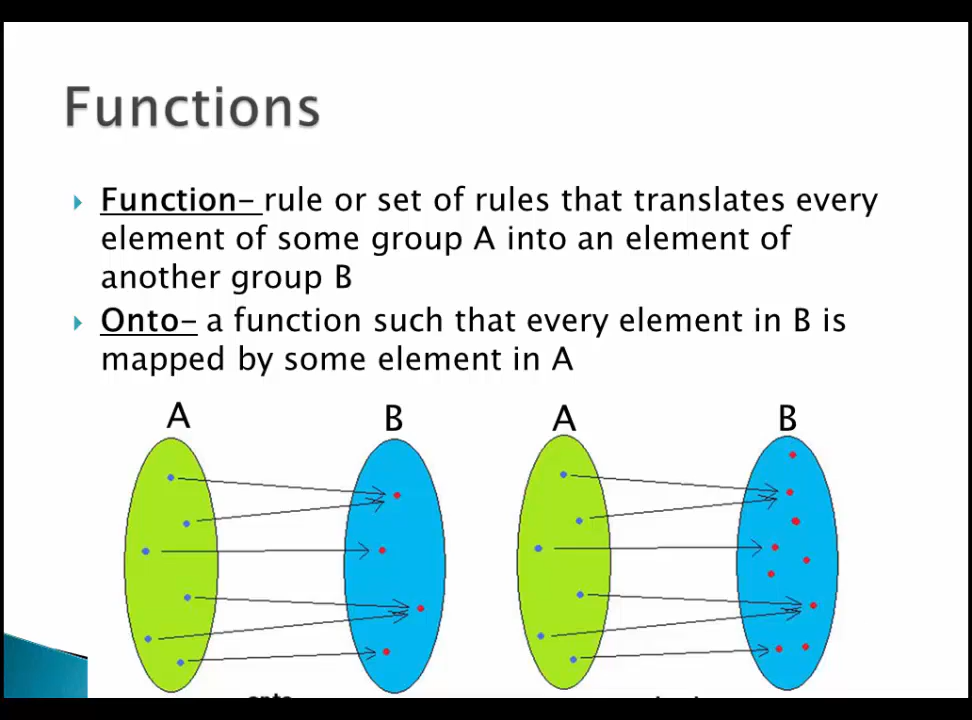 Functions
Function- rule or set of rules that translates every
element of some group A into an element of
another group B
Onto- a function such that every element in B is
mapped by some element in A
A B A B